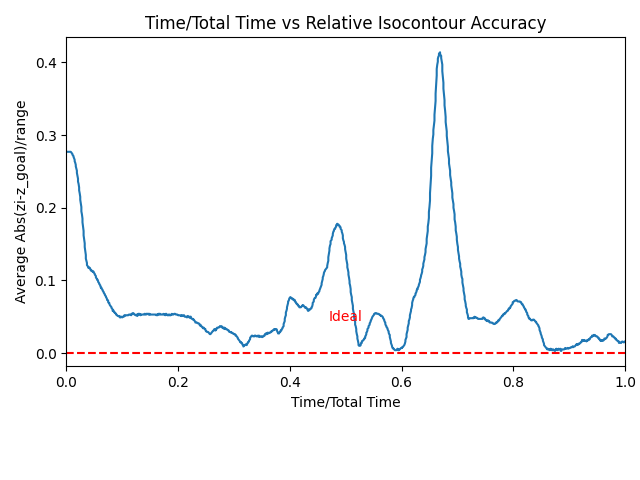 Time/Total Time vs Relative Isocontour Accuracy
Average Abs(zi-z_goal)/range
0.4
0.3
0.2
0.1
0.0
Ideal
0.0 0.2 0.4 0.6 0.8 1.0
Time/Total Time